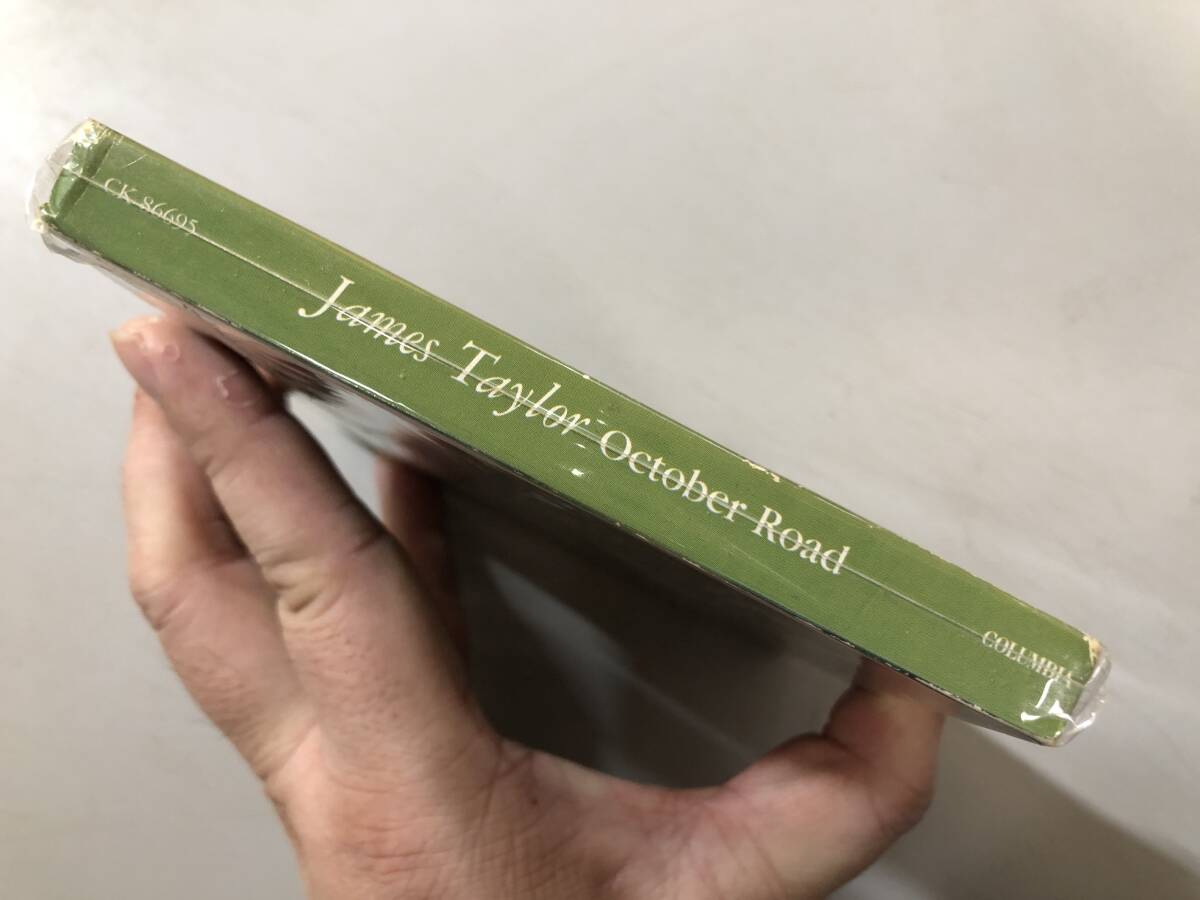 CK 86695
James Taylor October Road
COLUMBIA